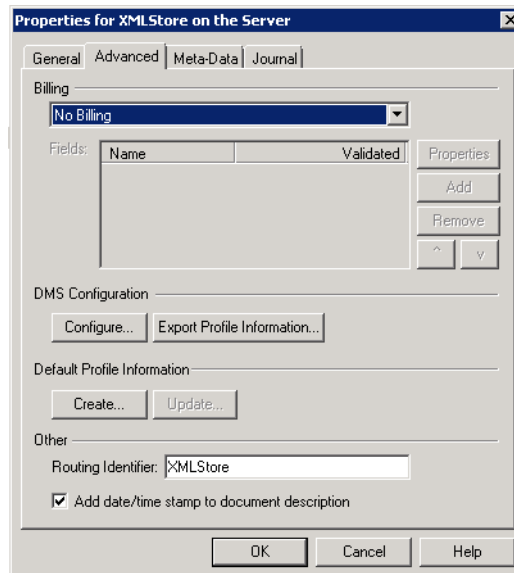 Properties for XMLStore on the Server
General Advanced Meta-Data Journal
Billing
No Billing
Fields: Name Validated Properties
Add
Remove
^ v
DMS Configuration
Configure... Export Profile Information...
Default Profile Information
Create... Update...
Other
Routing Identifier: XMLStore
Add date/time stamp to document description
OK Cancel Help